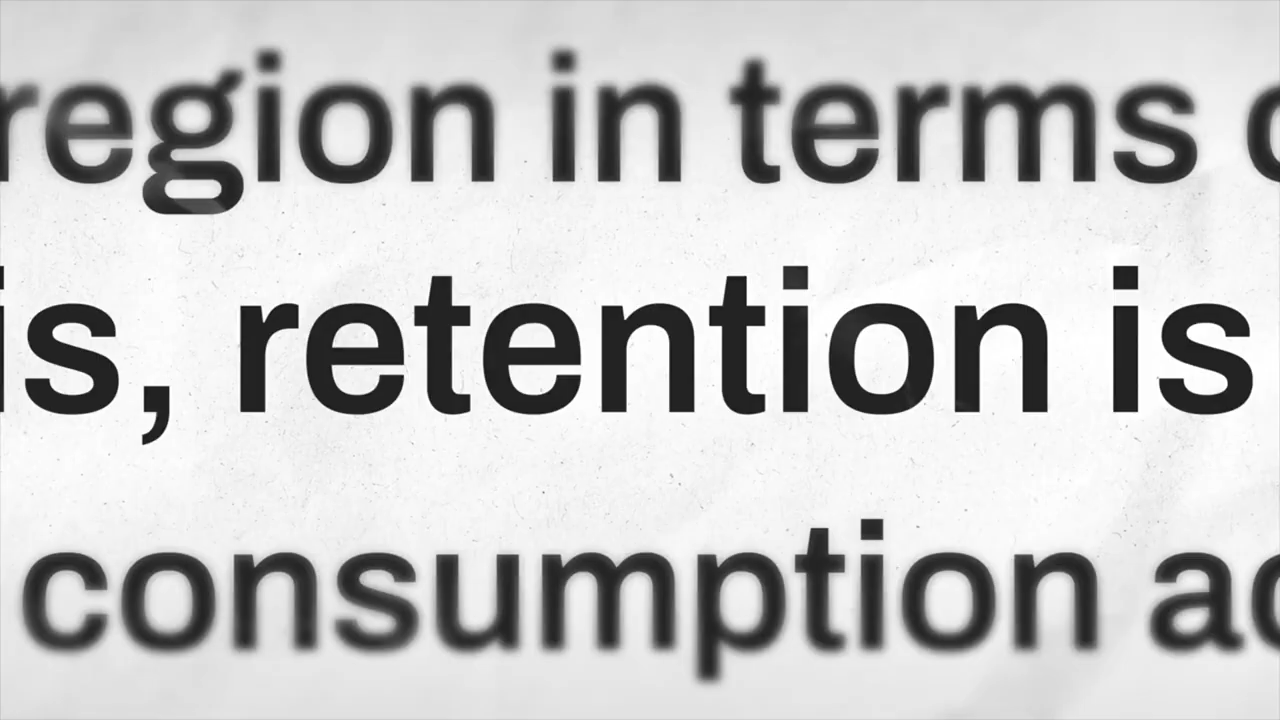 region in terms
is, retention is
consumption